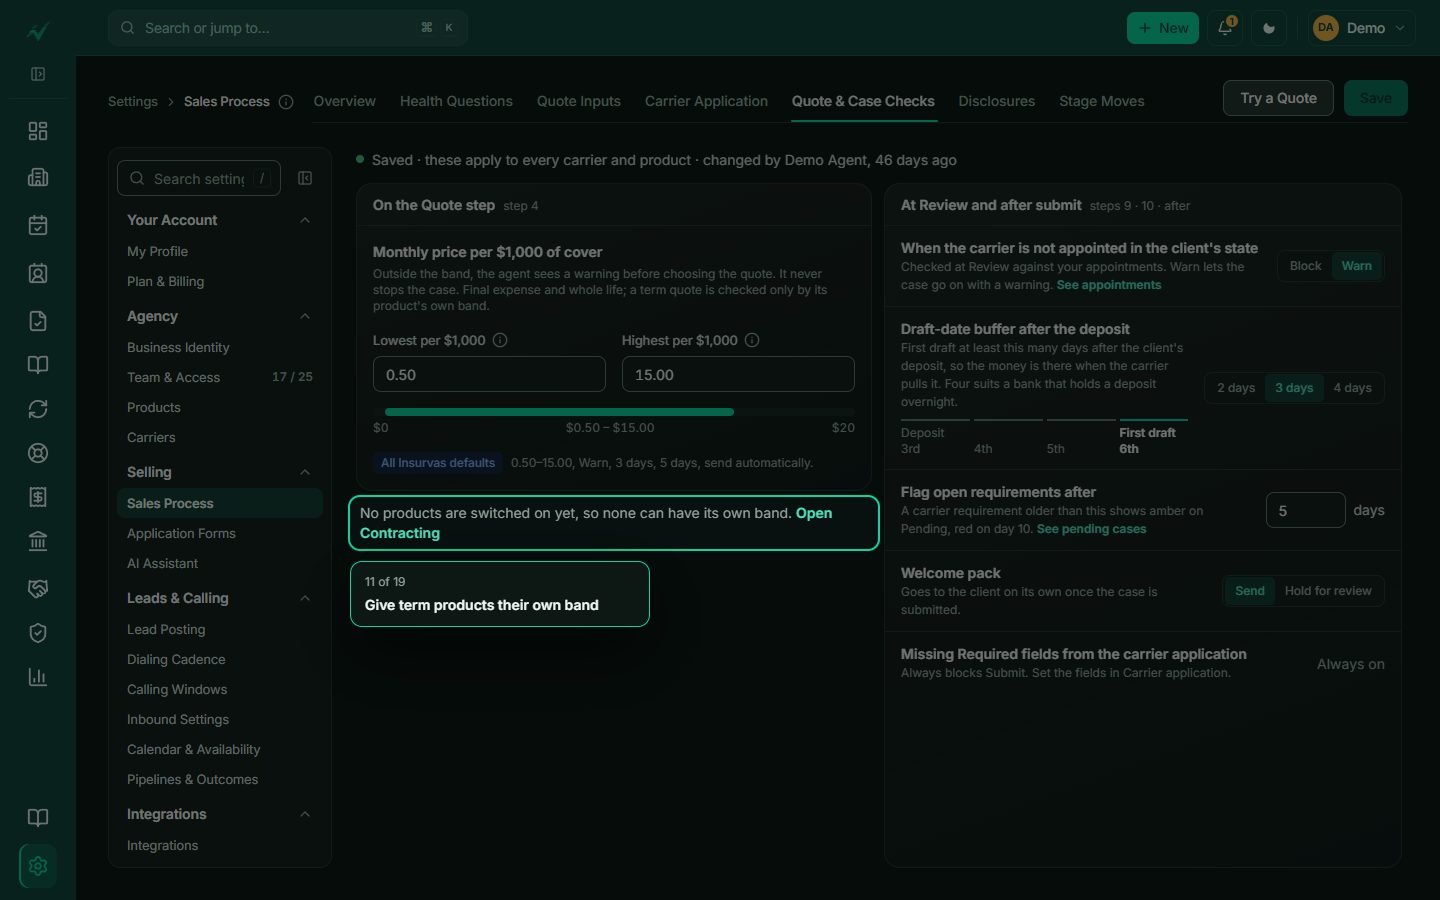 Search or jump to...
⌘ K
New
1
DA
Demo
Settings
Sales Process
Overview
Health Questions
Quote Inputs
Carrier Application
Quote & Case Checks
Disclosures
Stage Moves
Try a Quote
Save
Search setting
/
Your Account
My Profile
Plan & Billing
Agency
Business Identity
Team & Access 17 / 25
Products
Carriers
Selling
Sales Process
Application Forms
AI Assistant
Leads & Calling
Lead Posting
Dialing Cadence
Calling Windows
Inbound Settings
Calendar & Availability
Pipelines & Outcomes
Integrations
Integrations
Saved · these apply to every carrier and product · changed by Demo Agent, 46 days ago
On the Quote step step 4
Monthly price per $1,000 of cover
Outside the band, the agent sees a warning before choosing the quote. It never
stops the case. Final expense and whole life; a term quote is checked only by its
product's own band.
Lowest per $1,000
Highest per $1,000
0.50
15.00
$0
$0.50 – $15.00
$20
All Insurvas defaults
0.50–15.00, Warn, 3 days, 5 days, send automatically.
No products are switched on yet, so none can have its own band. Open
Contracting
11 of 19
Give term products their own band
At Review and after submit steps 9 · 10 · after
When the carrier is not appointed in the client's state
Checked at Review against your appointments. Warn lets the
case go on with a warning. See appointments
Block
Warn
Draft-date buffer after the deposit
First draft at least this many days after the client's
deposit, so the money is there when the carrier
pulls it. Four suits a bank that holds a deposit
overnight.
2 days
3 days
4 days
Deposit
3rd
4th
5th
First draft
6th
Flag open requirements after
A carrier requirement older than this shows amber on
Pending, red on day 10. See pending cases
5
days
Welcome pack
Goes to the client on its own once the case is
submitted.
Send
Hold for review
Missing Required fields from the carrier application
Always blocks Submit. Set the fields in Carrier application.
Always on